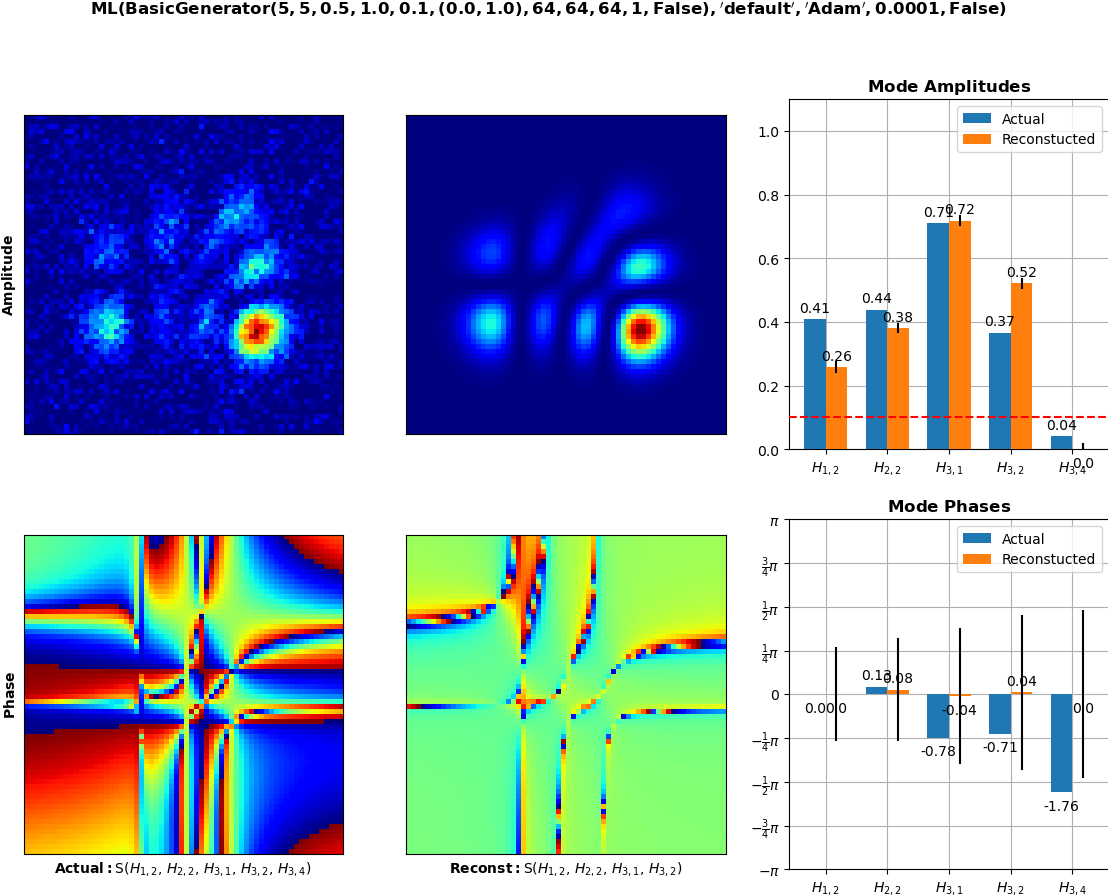 ML(BasicGenerator(5, 5, 0.5, 1.0, 0.1, (0.0, 1.0), 64, 64, 64, 1, False), 'default', 'Adam', 0.0001, False)
Mode Amplitudes
Amplitude
Actual
Reconstucted
1.0
0.8
0.6
0.4
0.2
0.0
0.41
0.26
0.44
0.38
0.71
0.72
0.37
0.52
0.04
0.0
H1,2
H2,2
H3,1
H3,2
H3,4
Mode Phases
Phase
Actual
Reconstucted
π
3/4π
1/2π
1/4π
0
−1/4π
−1/2π
−3/4π
−π
0.13
0.08
-0.78
-0.04
-0.71
0.04
-1.76
H1,2
H2,2
H3,1
H3,2
H3,4
Actual: S(H1,2, H2,2, H3,1, H3,2, H3,4)
Reconst: S(H1,2, H2,2, H3,1, H3,2)